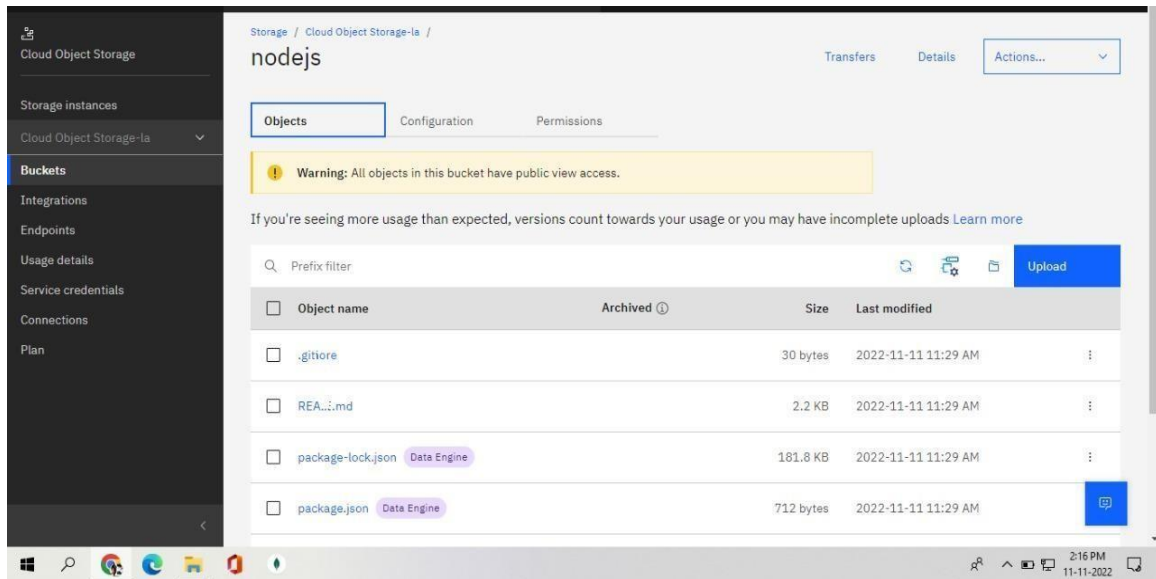 Cloud Object Storage
Storage instances
Cloud Object Storage-la
Buckets
Integrations
Endpoints
Usage details
Service credentials
Connections
Plan
Storage / Cloud Object Storage-la /
nodejs
Transfers Details Actions...
Objects Configuration Permissions
Warning: All objects in this bucket have public view access.
If you're seeing more usage than expected, versions count towards your usage or you may have incomplete uploads Learn more
Prefix filter Upload
Object name Archived Size Last modified
30 bytes 2022-11-11 11:29 AM
2.2 KB 2022-11-11 11:29 AM
package-lock.json Data Engine 181.8 KB 2022-11-11 11:29 AM
package.json Data Engine 712 bytes 2022-11-11 11:29 AM
2:16 PM
11-11-2022